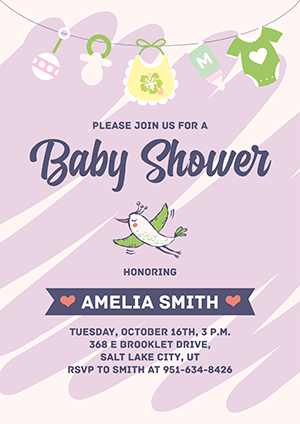 M
PLEASE JOIN US FOR A
Baby Shower
HONORING
AMELIA SMITH
TUESDAY, OCTOBER 16TH, 3 P.M.
368 E BROOKLET DRIVE,
SALT LAKE CITY, UT
RSVP TO SMITH AT 951-634-8426